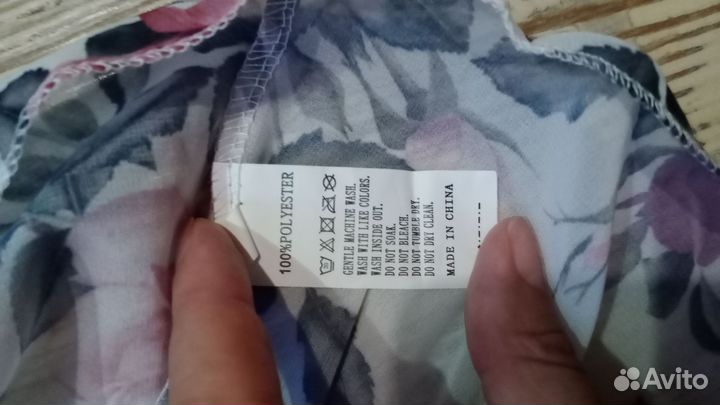 100%POLYESTER
GENTLE MACHINE WASH.
WASH WITH LIKE COLORS.
WASH INSIDE OUT.
DO NOT SOAK.
DO NOT BLEACH.
DO NOT TUMBLE DRY.
DO NOT DRY CLEAN.
MADE IN CHINA
Avito